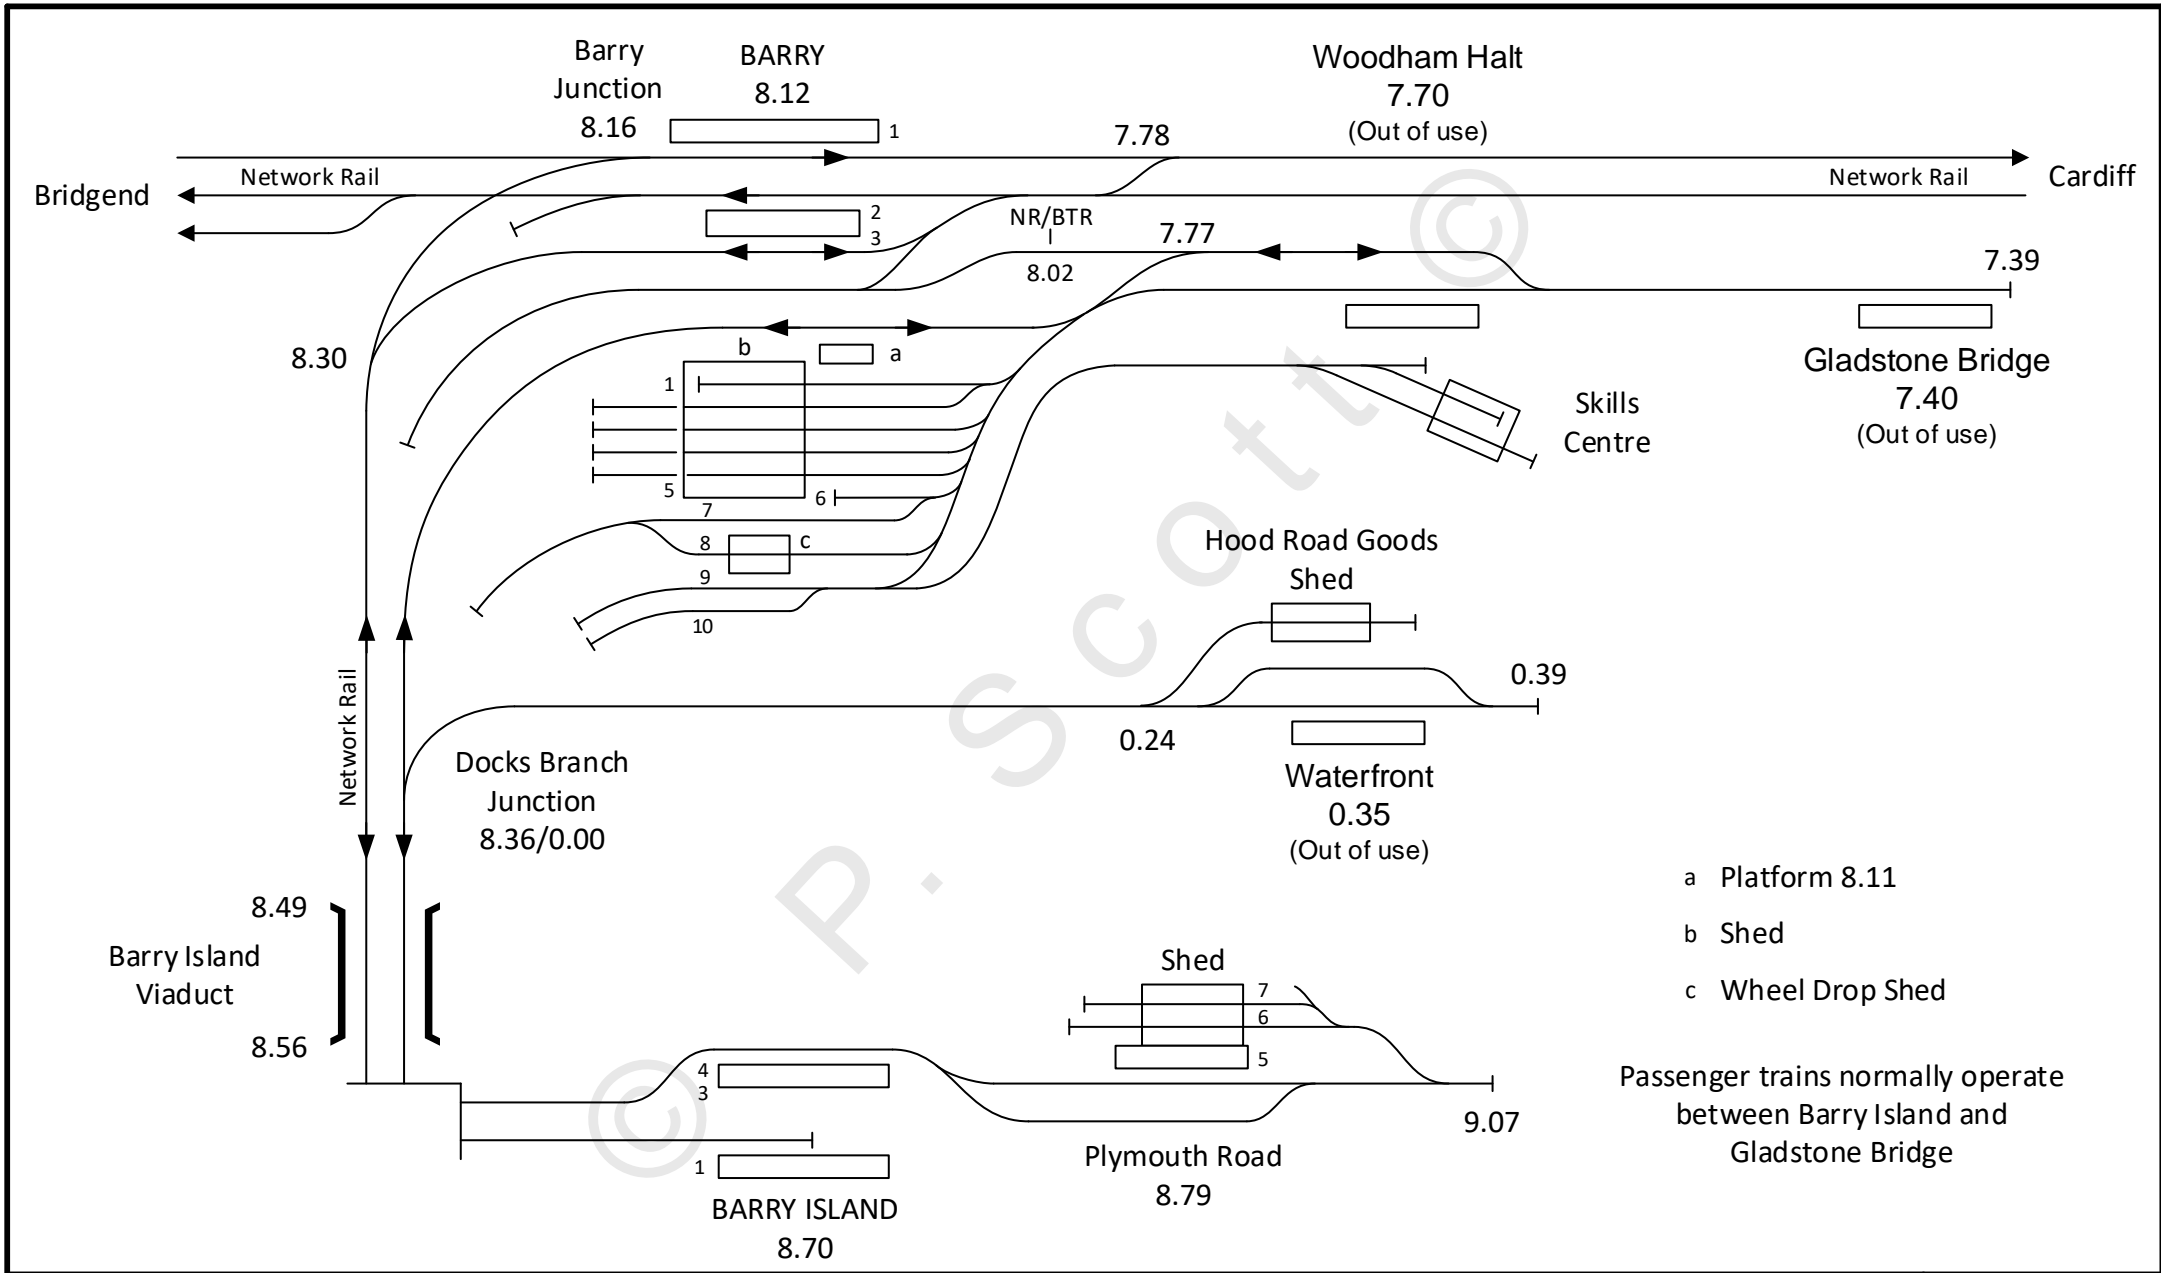 Barry
Junction
8.16
BARRY
8.12
1
Woodham Halt
7.70
(Out of use)
7.78
Bridgend
Network Rail
Network Rail
Cardiff
2
3
NR/BTR
8.02
7.77
7.39
8.30
b
a
1
5
6
7
8
c
9
10
Gladstone Bridge
7.40
(Out of use)
Skills
Centre
Hood Road Goods
Shed
Network Rail
0.39
0.24
Docks Branch
Junction
8.36/0.00
Waterfront
0.35
(Out of use)
8.49
Barry Island
Viaduct
8.56
a Platform 8.11
b Shed
c Wheel Drop Shed
Shed
7
6
5
4
3
1
BARRY ISLAND
8.70
Plymouth Road
8.79
9.07
Passenger trains normally operate
between Barry Island and
Gladstone Bridge
© P. Scott ©